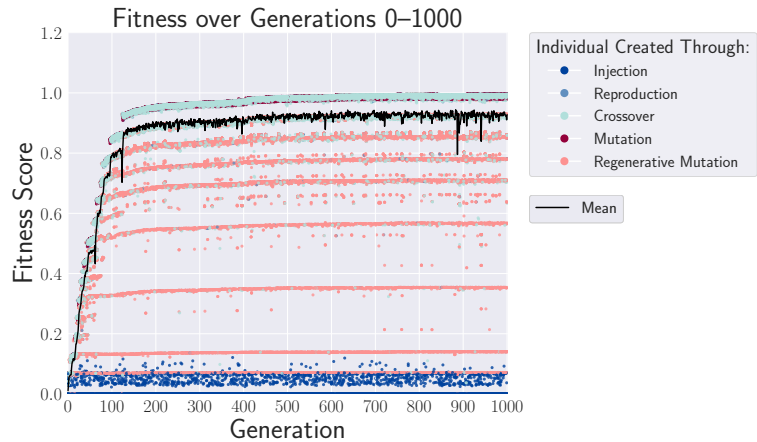 Fitness over Generations 0–1000
1.2
1.0
0.8
0.6
0.4
0.2
0.0
Fitness Score
0 100 200 300 400 500 600 700 800 900 1000
Generation
Individual Created Through:
Injection
Reproduction
Crossover
Mutation
Regenerative Mutation
Mean